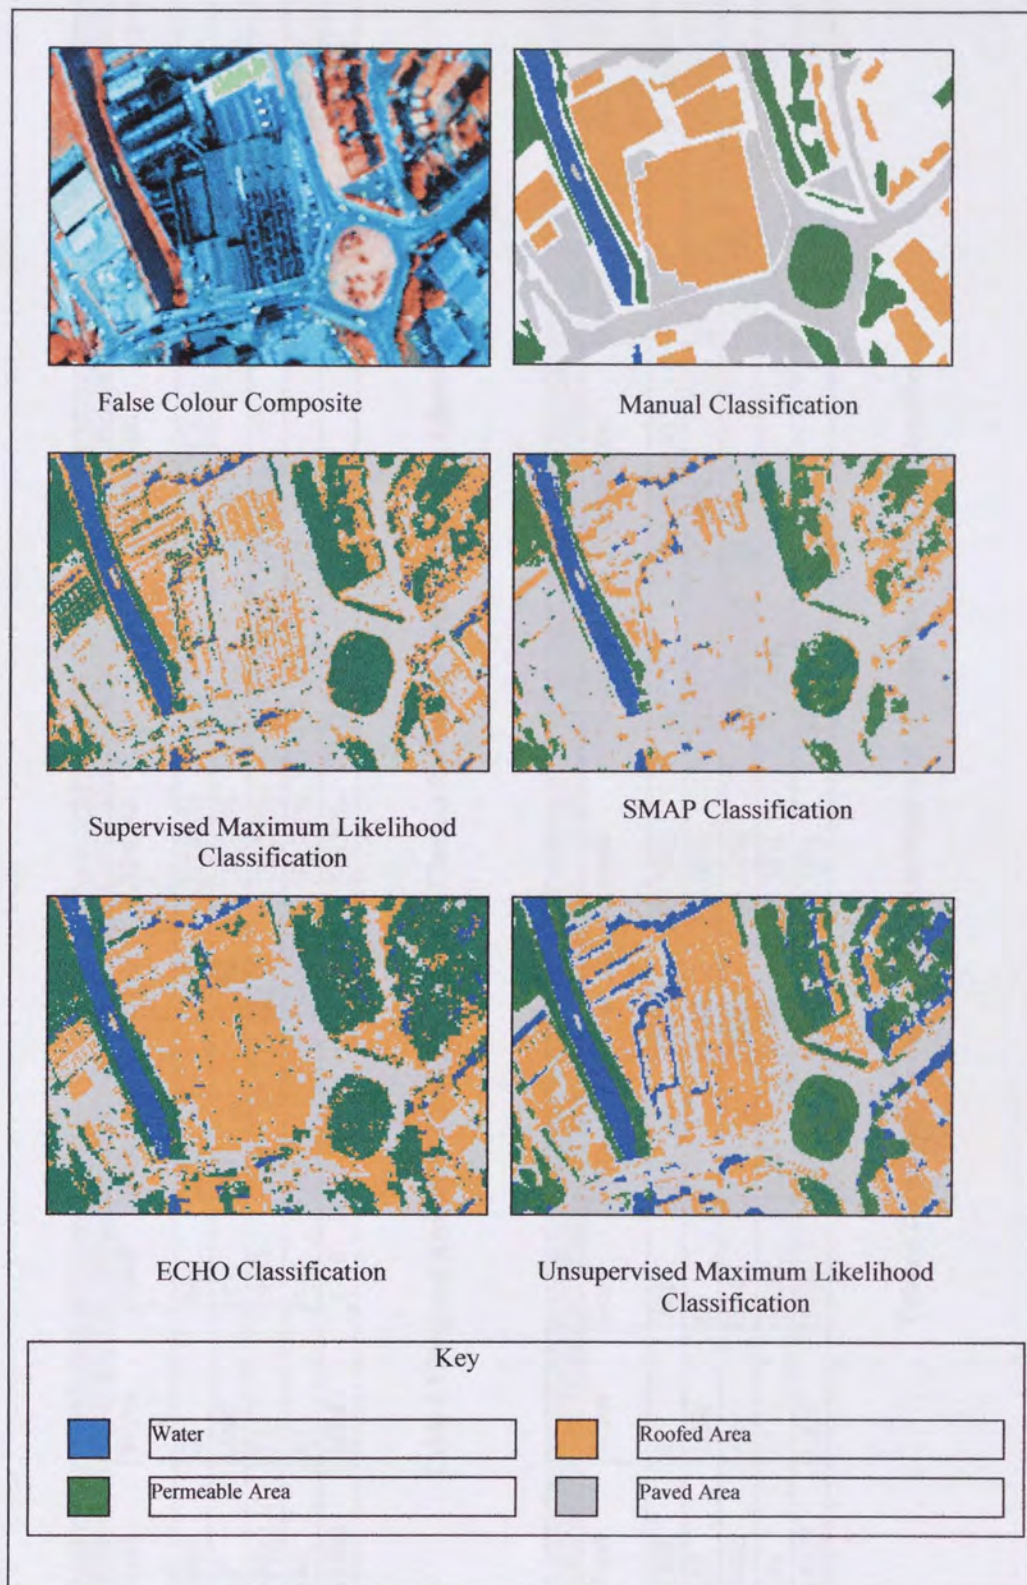 False Colour Composite
Manual Classification
Supervised Maximum Likelihood
Classification
SMAP Classification
ECHO Classification
Unsupervised Maximum Likelihood
Classification
Key
Water
Roofed Area
Permeable Area
Paved Area